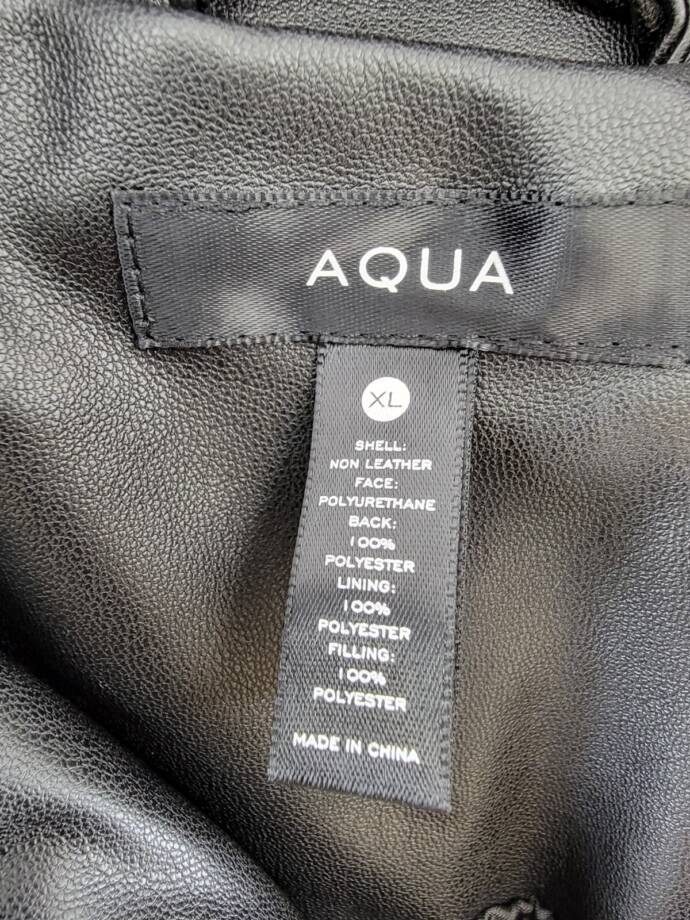 AQUA
XL
SHELL:
NON LEATHER
FACE:
POLYURETHANE
BACK:
100%
POLYESTER
LINING:
100%
POLYESTER
FILLING:
100%
POLYESTER
MADE IN CHINA